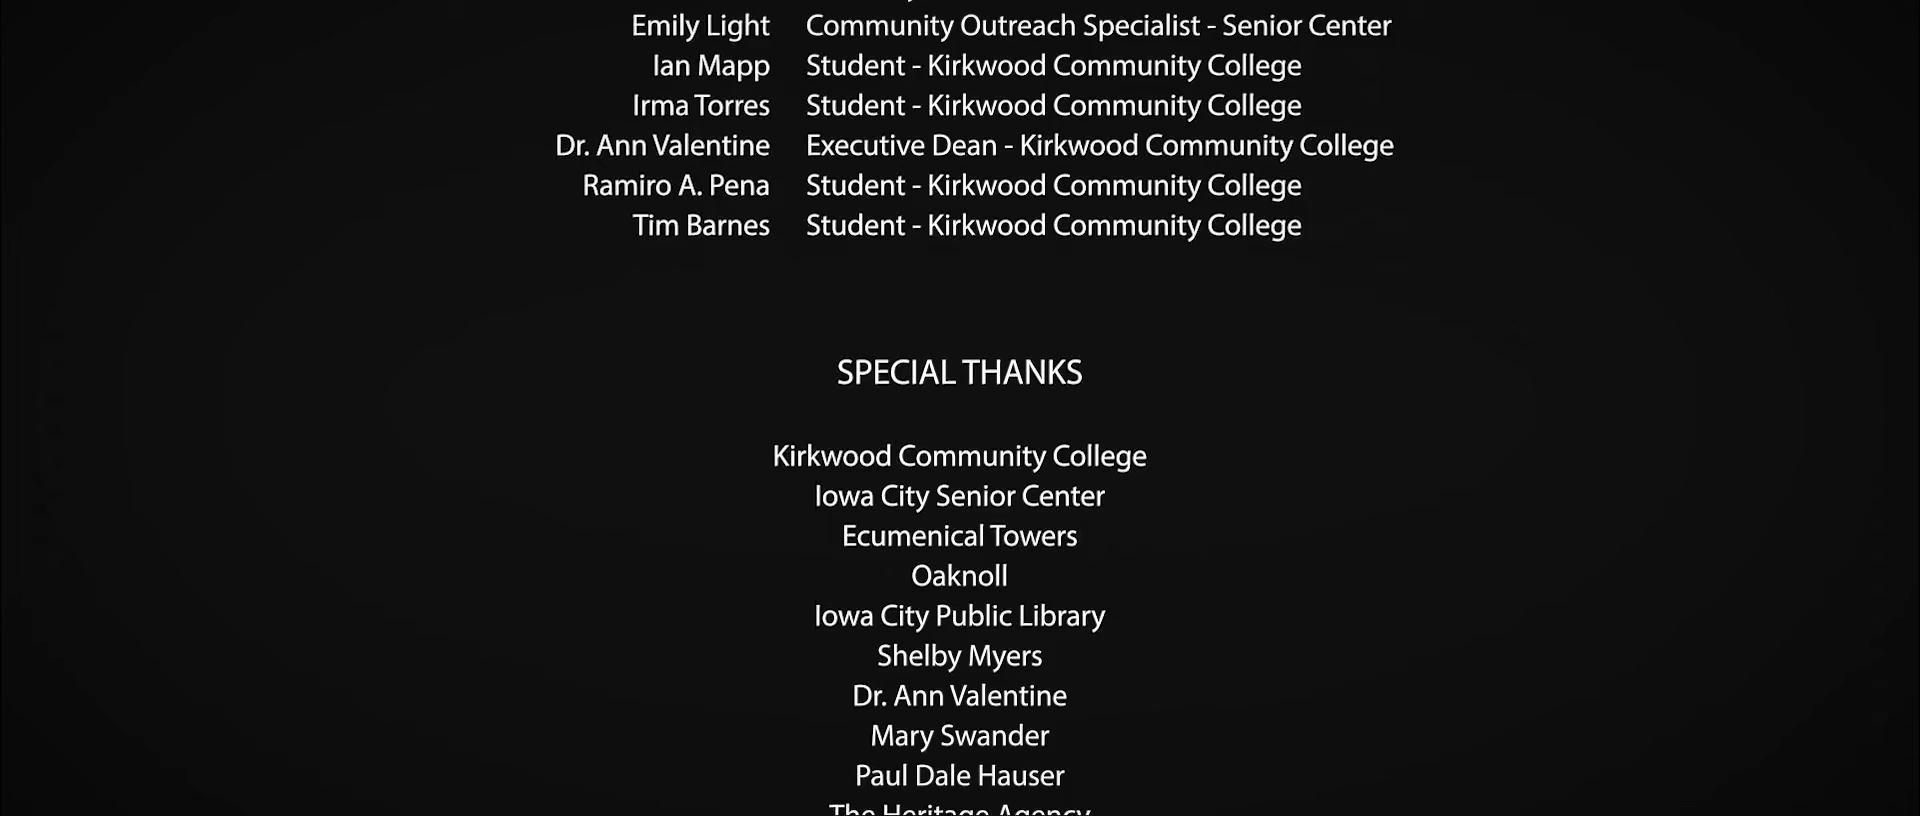 Emily Light Community Outreach Specialist - Senior Center
Ian Mapp Student - Kirkwood Community College
Irma Torres Student - Kirkwood Community College
Dr. Ann Valentine Executive Dean - Kirkwood Community College
Ramiro A. Pena Student - Kirkwood Community College
Tim Barnes Student - Kirkwood Community College
SPECIAL THANKS
Kirkwood Community College
Iowa City Senior Center
Ecumenical Towers
Oaknoll
Iowa City Public Library
Shelby Myers
Dr. Ann Valentine
Mary Swander
Paul Dale Hauser
The Heritage Agency